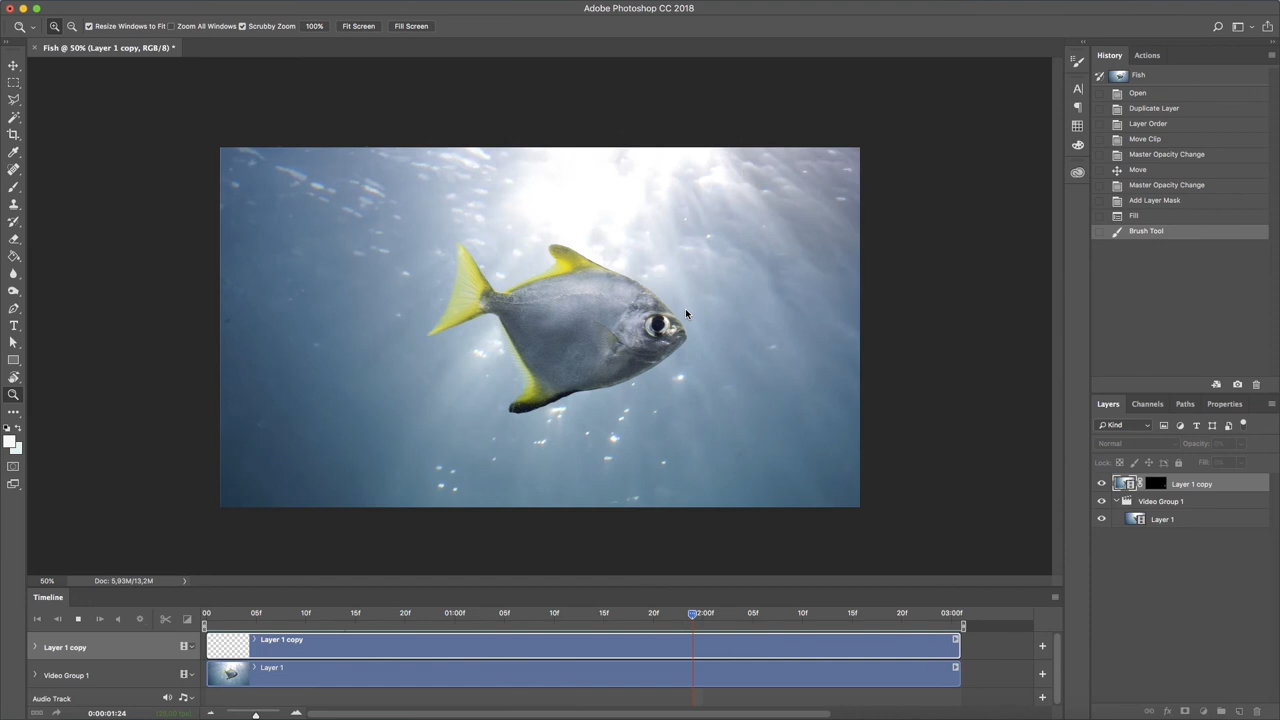 Adobe Photoshop CC 2018
Resize Windows to Fit Zoom All Windows Scrubby Zoom 100% Fit Screen Fill Screen
Fish @ 50% (Layer 1 copy, RGB/8) *
History Actions
Fish
Open
Duplicate Layer
Layer Order
Move Clip
Master Opacity Change
Move
Master Opacity Change
Add Layer Mask
Fill
Brush Tool
Layers Channels Paths Properties
Kind
Normal Opacity: 0%
Lock: Fill: 0%
Layer 1 copy
Video Group 1
Layer 1
50% Doc: 5,93M/13,2M
Timeline
00 05f 10f 15f 20f 01:00f 05f 10f 15f 20f 2:00f 05f 10f 15f 20f 03:00f
Layer 1 copy Layer 1 copy
Layer 1
Video Group 1
Audio Track
0:00:01:24